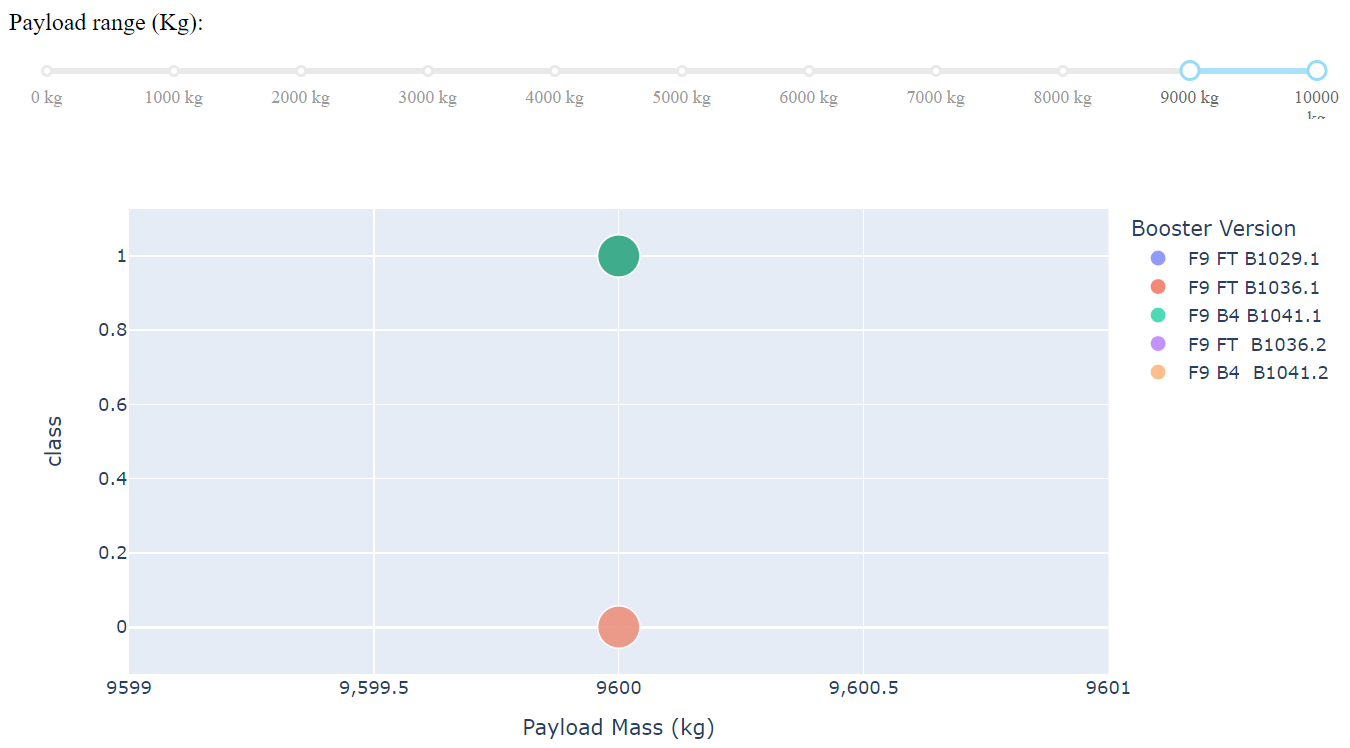 Payload range (Kg):
0 kg 1000 kg 2000 kg 3000 kg 4000 kg 5000 kg 6000 kg 7000 kg 8000 kg 9000 kg 10000 kg
Booster Version
F9 FT B1029.1
F9 FT B1036.1
F9 B4 B1041.1
F9 FT  B1036.2
F9 B4  B1041.2
class
1
0.8
0.6
0.4
0.2
0
9599 9,599.5 9600 9,600.5 9601
Payload Mass (kg)